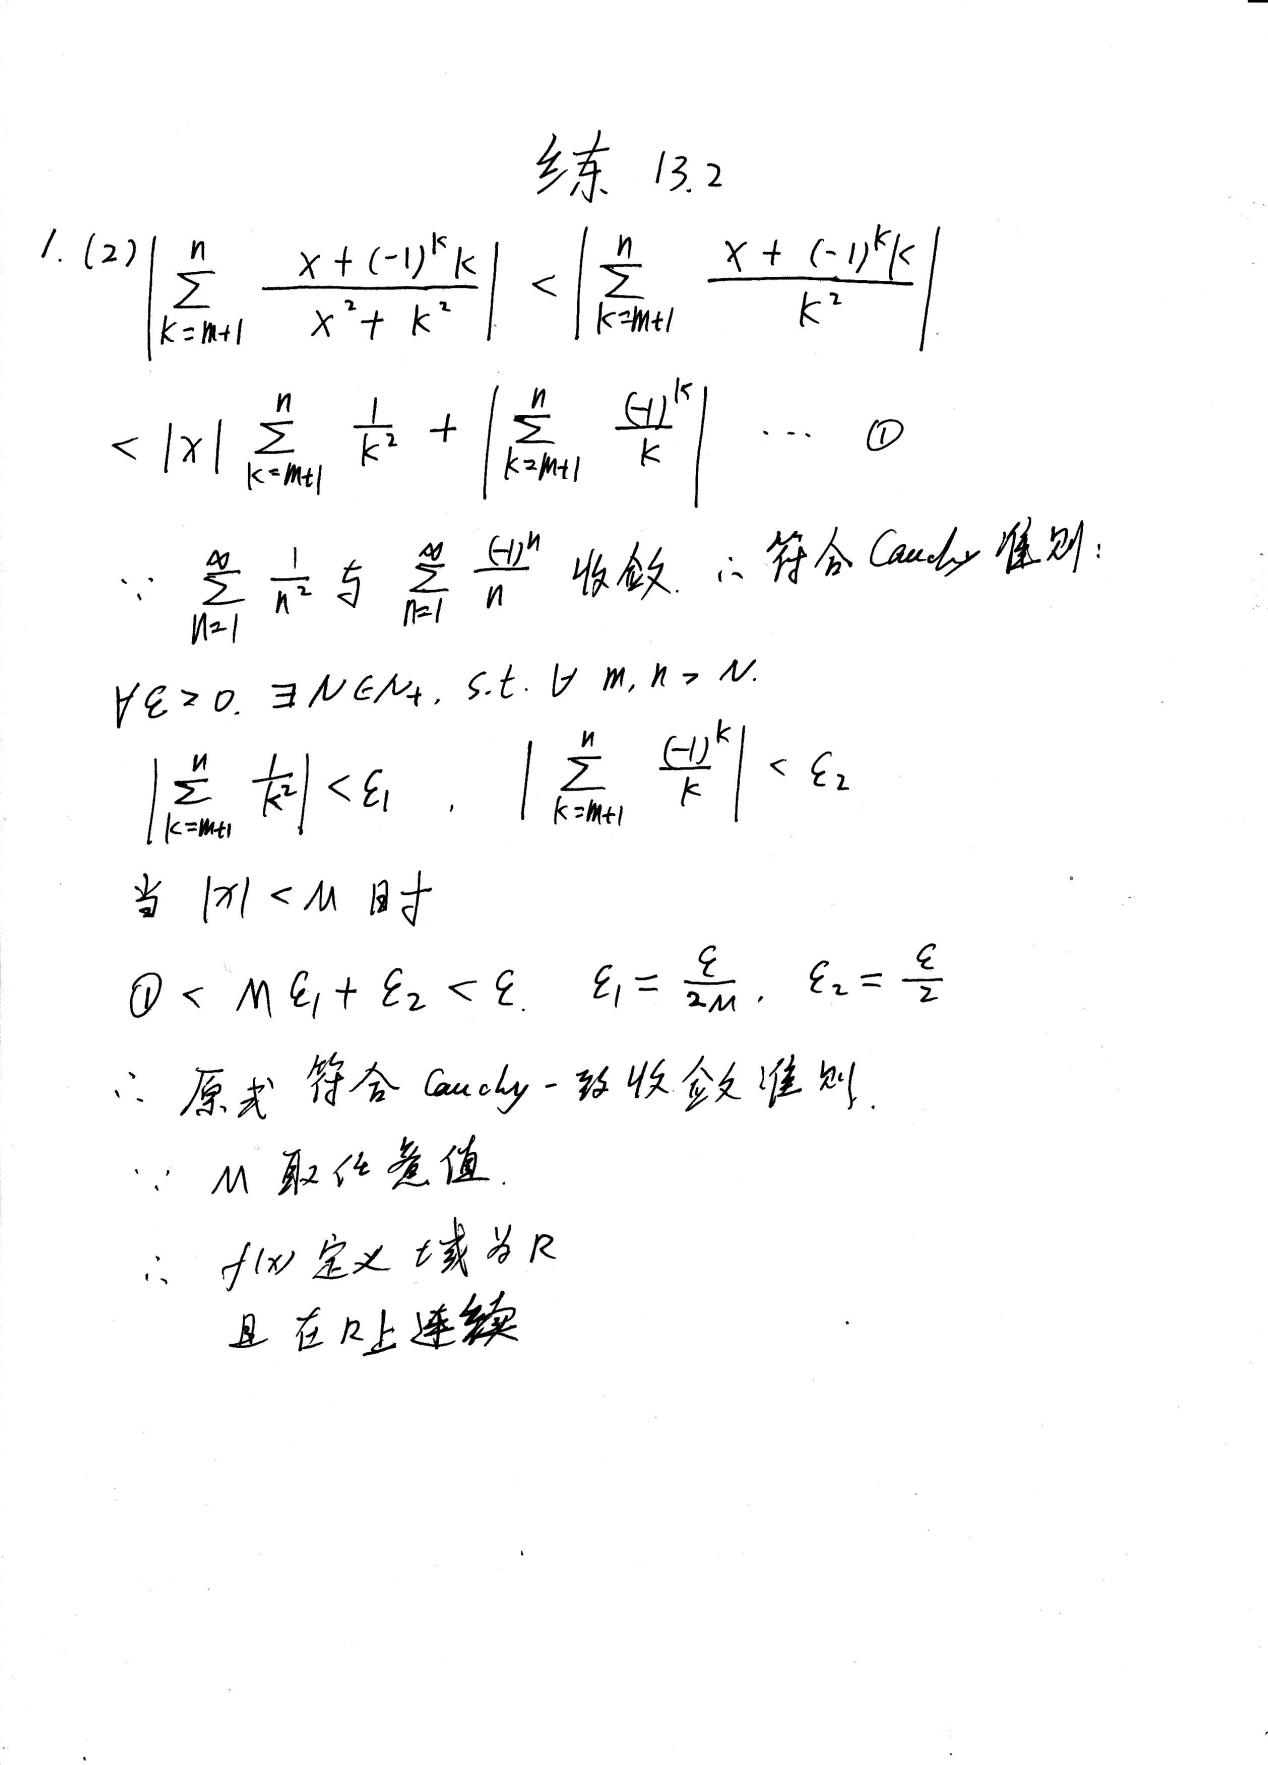 练 13.2
1. (2) $\left|\sum_{k=m+1}^{n} \frac{x+(-1)^k k}{x^2+k^2}\right| < \left|\sum_{k=m+1}^{n} \frac{x+(-1)^k k}{k^2}\right|$
$< |x| \sum_{k=m+1}^{n} \frac{1}{k^2} + \left|\sum_{k=m+1}^{n} \frac{(-1)^k}{k}\right| \cdots$ ①
∵ $\sum_{n=1}^{\infty} \frac{1}{n^2}$ 与 $\sum_{n=1}^{\infty} \frac{(-1)^n}{n}$ 收敛. ∴ 符合 Cauchy 准则:
$\forall \varepsilon > 0. \exists N \in N_+, s.t. \forall m, n > N.$
$\left|\sum_{k=m+1}^{n} \frac{1}{k^2}\right| < \varepsilon_1, \left|\sum_{k=m+1}^{n} \frac{(-1)^k}{k}\right| < \varepsilon_2$
当 $|x| < M$ 时
① $< M\varepsilon_1 + \varepsilon_2 < \varepsilon. \varepsilon_1 = \frac{\varepsilon}{2M}, \varepsilon_2 = \frac{\varepsilon}{2}$
∴ 原式 符合 Cauchy 一致收敛准则.
∵ M 取任意值.
∴ f(x) 定义域为 R
且在R上连续